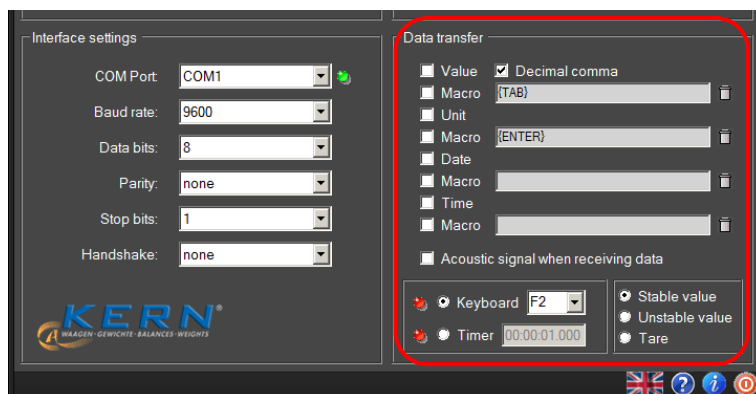 Interface settings
COM Port: COM1
Baud rate: 9600
Data bits: 8
Parity: none
Stop bits: 1
Handshake: none
KERN
WAAGEN·GEWICHTE·BALANCES·WEIGHTS
Data transfer
Value Decimal comma
Macro {TAB}
Unit
Macro {ENTER}
Date
Macro
Time
Macro
Acoustic signal when receiving data
Keyboard F2
Timer 00:00:01.000
Stable value
Unstable value
Tare